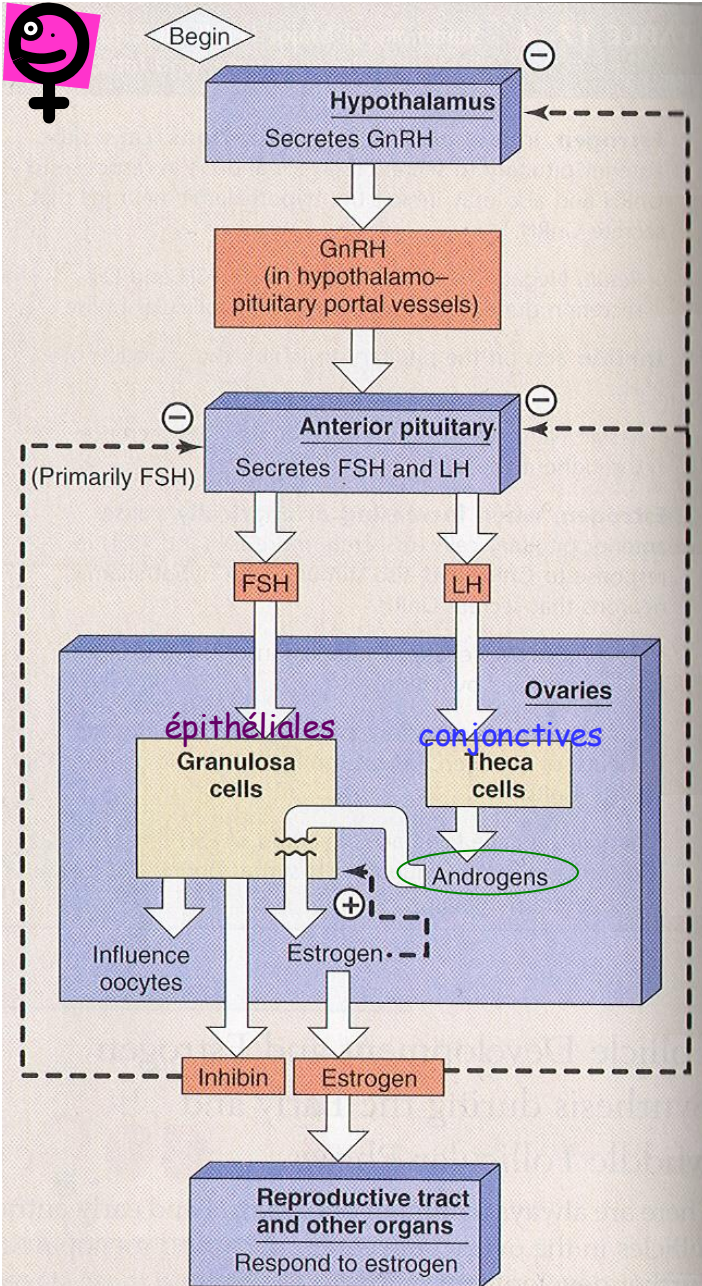 Begin
Hypothalamus
Secretes GnRH
GnRH
(in hypothalamo–
pituitary portal vessels)
Anterior pituitary
Secretes FSH and LH
(Primarily FSH)
FSH
LH
Ovaries
épithéliales
conjonctives
Granulosa
cells
Theca
cells
Androgens
Influence
oocytes
Estrogen
Inhibin
Estrogen
Reproductive tract
and other organs
Respond to estrogen